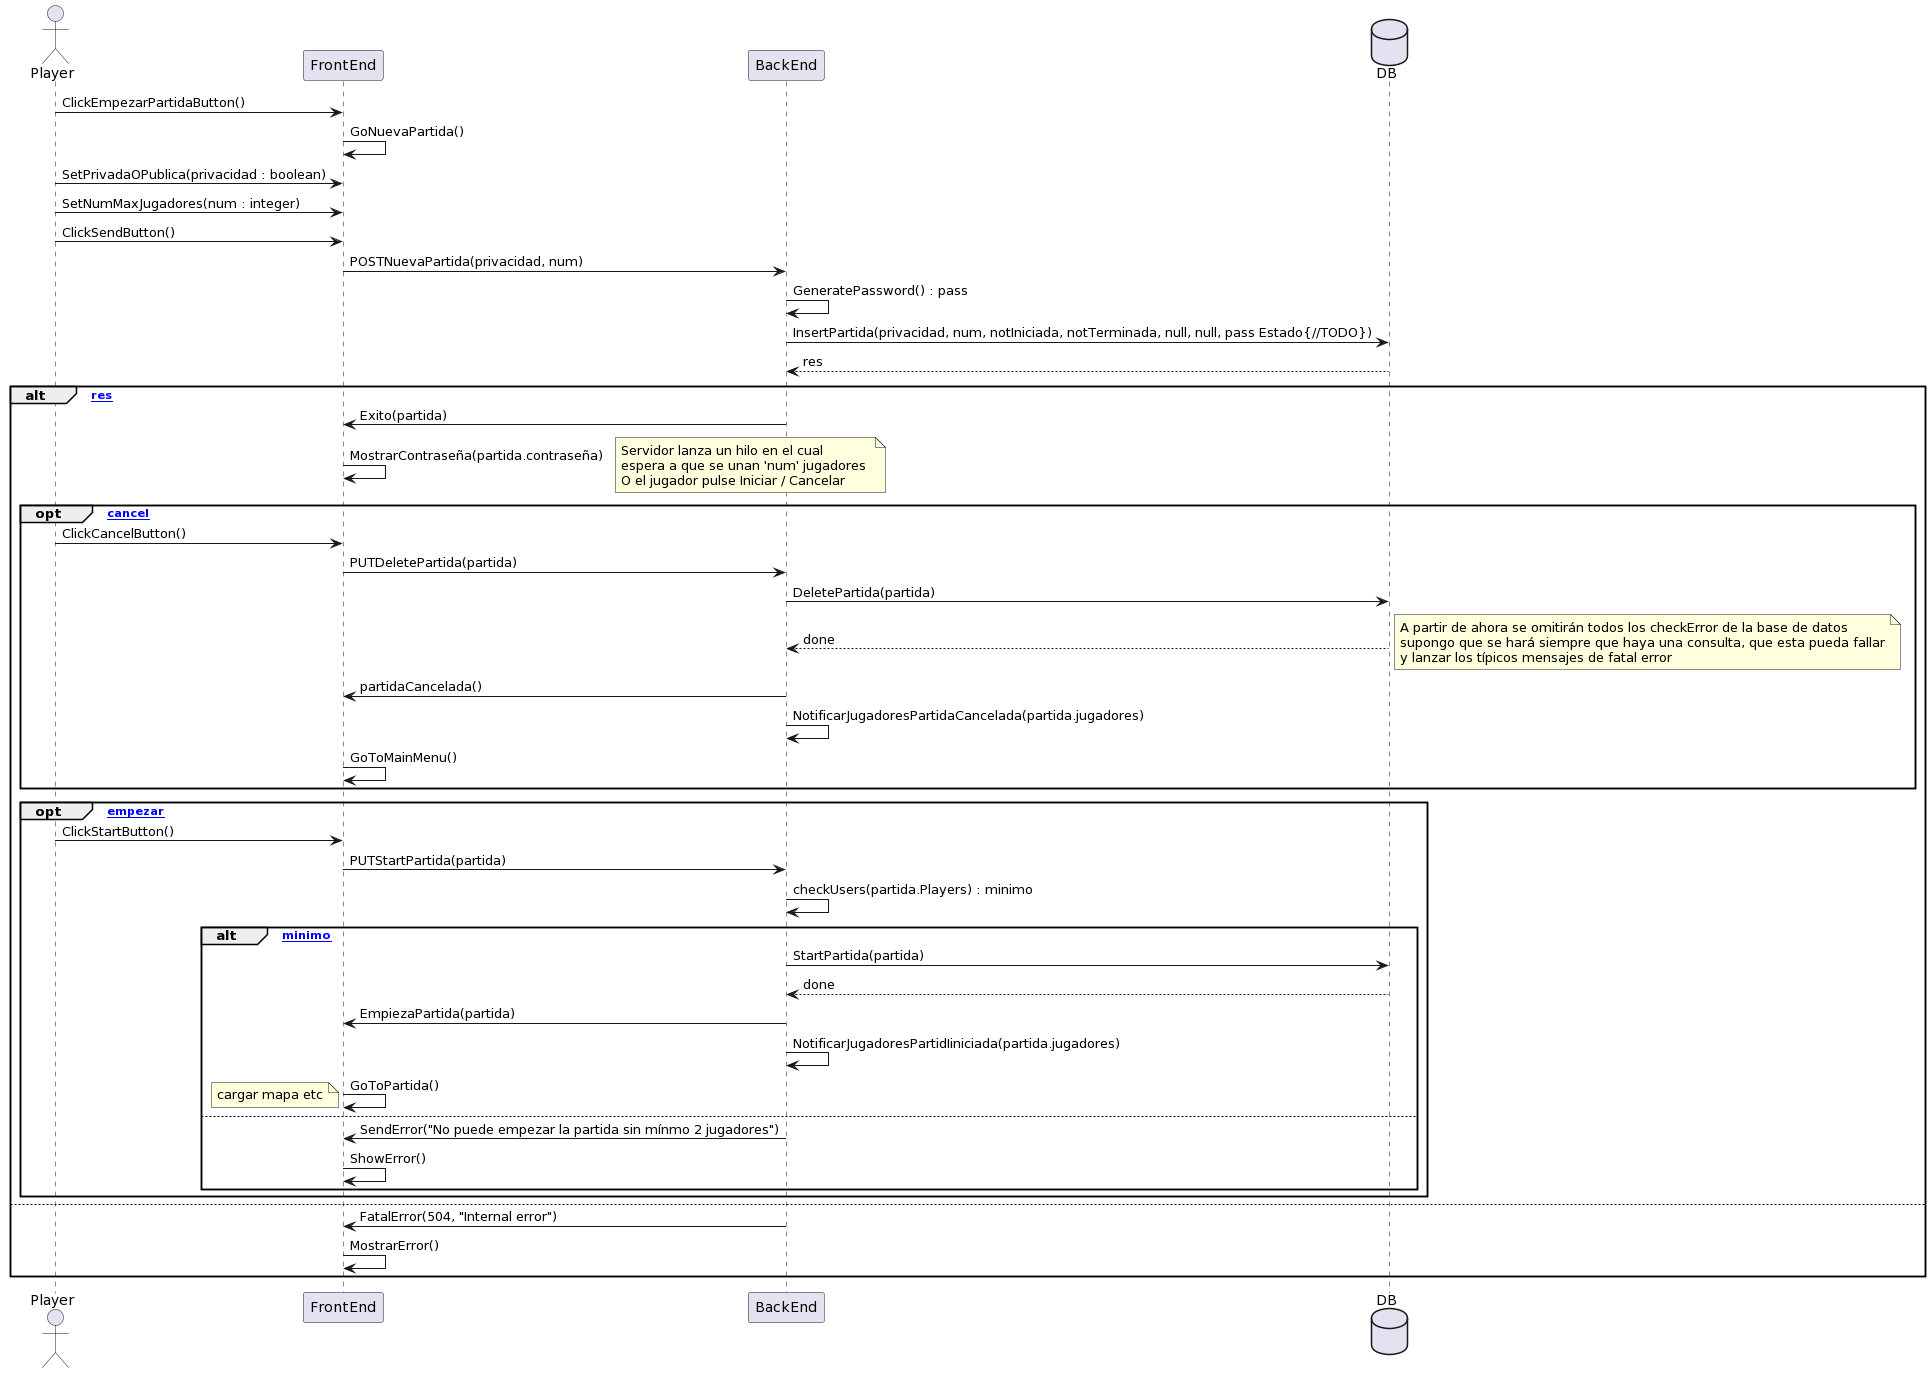 Player
FrontEnd
BackEnd
DB
ClickEmpezarPartidaButton()
GoNuevaPartida()
SetPrivadaOPublica(privacidad : boolean)
SetNumMaxJugadores(num : integer)
ClickSendButton()
POSTNuevaPartida(privacidad, num)
GeneratePassword() : pass
InsertPartida(privacidad, num, notIniciada, notTerminada, null, null, pass Estado{//TODO})
res
alt res
Exito(partida)
MostrarContraseña(partida.contraseña)
Servidor lanza un hilo en el cual
espera a que se unan 'num' jugadores
O el jugador pulse Iniciar / Cancelar
opt cancel
ClickCancelButton()
PUTDeletePartida(partida)
DeletePartida(partida)
done
A partir de ahora se omitirán todos los checkError de la base de datos
supongo que se hará siempre que haya una consulta, que esta pueda fallar
y lanzar los típicos mensajes de fatal error
partidaCancelada()
NotificarJugadoresPartidaCancelada(partida.jugadores)
GoToMainMenu()
opt empezar
ClickStartButton()
PUTStartPartida(partida)
checkUsers(partida.Players) : minimo
alt minimo
StartPartida(partida)
done
EmpiezaPartida(partida)
NotificarJugadoresPartidIiniciada(partida.jugadores)
GoToPartida()
cargar mapa etc
SendError("No puede empezar la partida sin mínmo 2 jugadores")
ShowError()
FatalError(504, "Internal error")
MostrarError()
Player
FrontEnd
BackEnd
DB